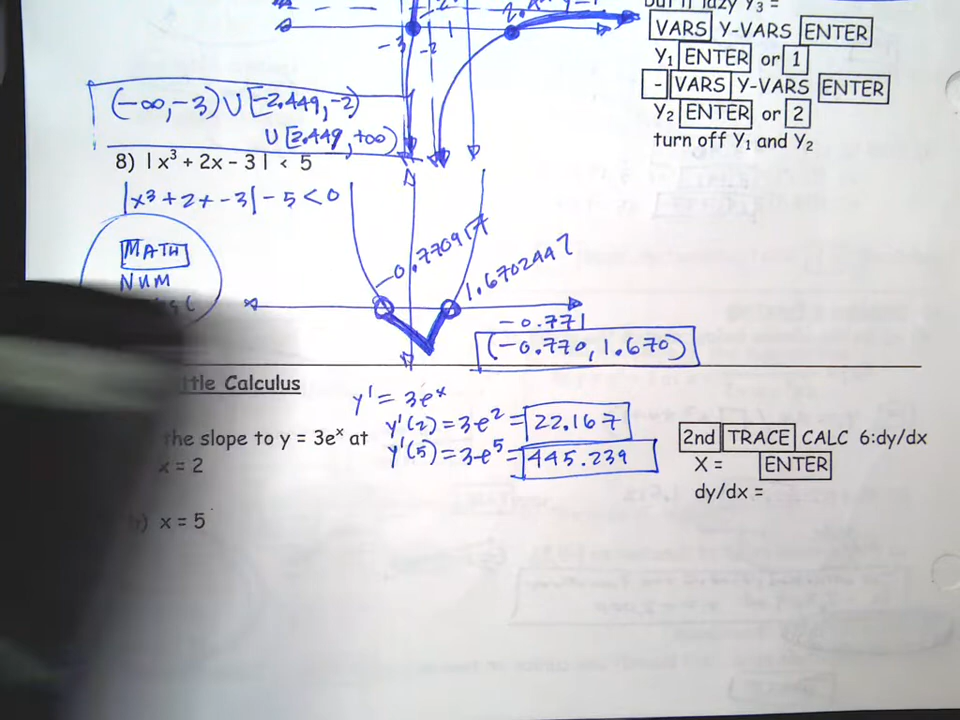 -3
-2
1
(-∞, -3) ∪ [-2.449, -2)
∪ [2.449, +∞)
VARS Y-VARS ENTER
Y₁ ENTER or 1
- VARS Y-VARS ENTER
Y₂ ENTER or 2
turn off Y₁ and Y₂
8) |x³ + 2x - 3| < 5
|x³ + 2x - 3| - 5 < 0
MATH
NUM
1.6702447
-0.771
(-0.770, 1.670)
Calculus
y' = 3eˣ
the slope to y = 3eˣ at
x = 2
y'(2) = 3e² = 22.167
y'(5) = 3e⁵ = 445.239
2nd TRACE CALC 6:dy/dx
X = ENTER
dy/dx =
x = 5